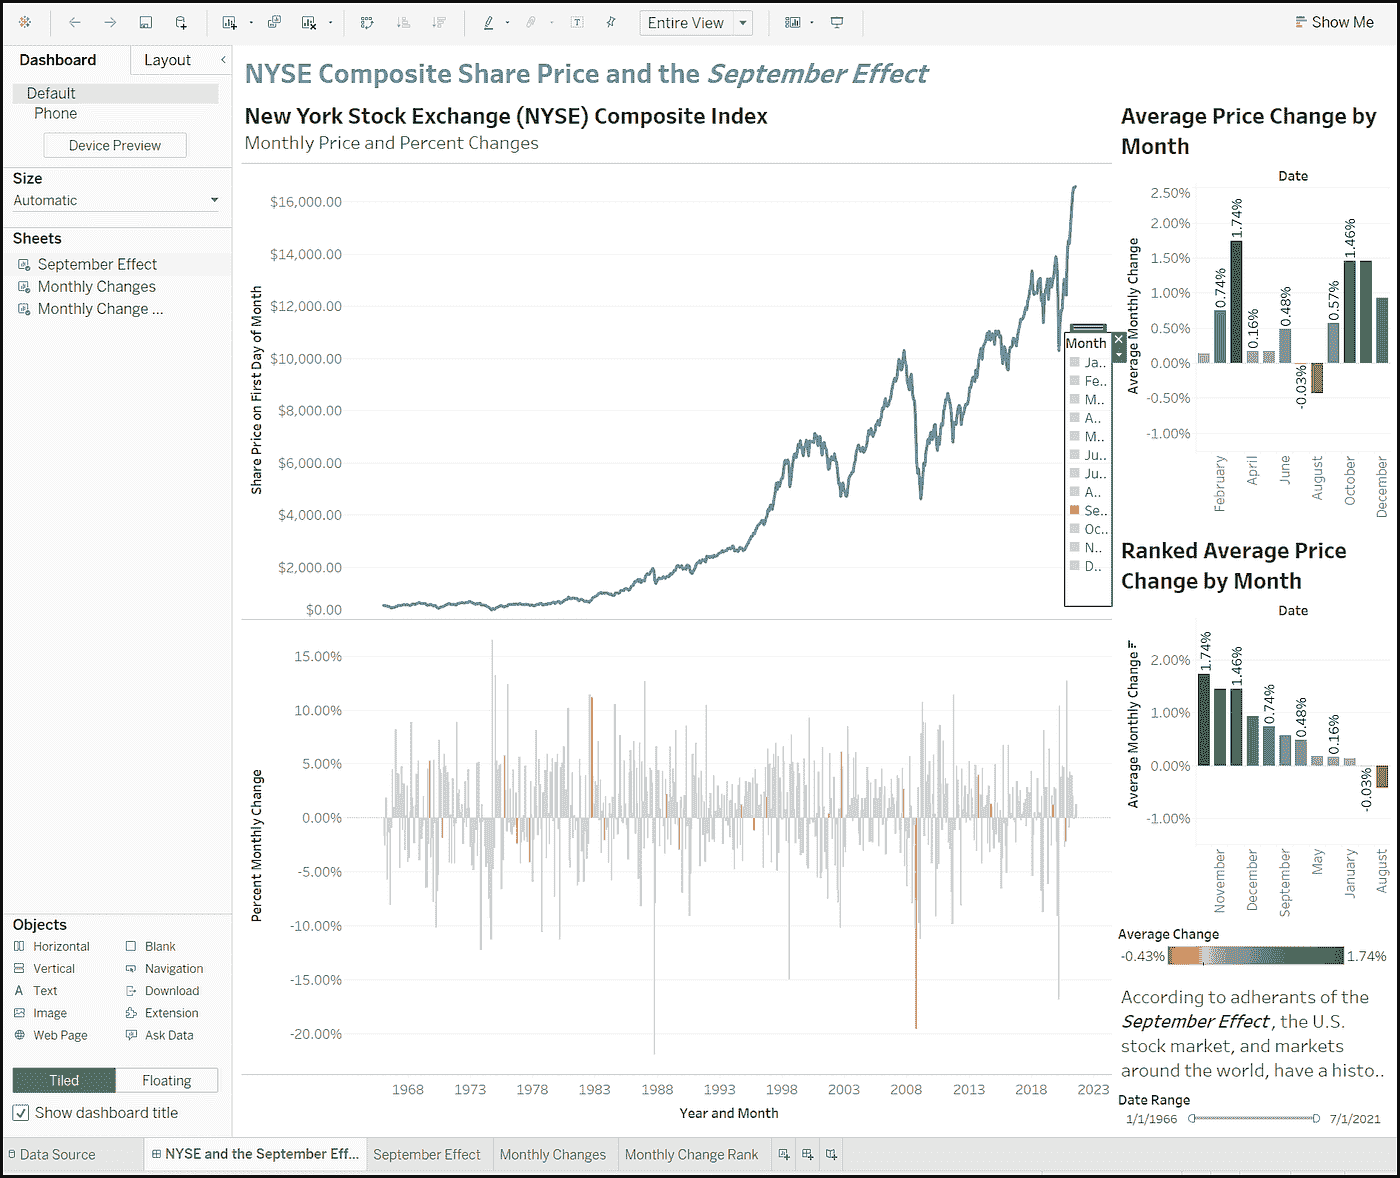 Entire View
Show Me
Dashboard
Layout
Default
Phone
Device Preview
Size
Automatic
Sheets
September Effect
Monthly Changes
Monthly Change ...
Objects
Horizontal
Blank
Vertical
Navigation
Text
Download
Image
Extension
Web Page
Ask Data
Tiled
Floating
Show dashboard title
NYSE Composite Share Price and the September Effect
New York Stock Exchange (NYSE) Composite Index
Monthly Price and Percent Changes
Share Price on First Day of Month
$16,000.00
$14,000.00
$12,000.00
$10,000.00
$8,000.00
$6,000.00
$4,000.00
$2,000.00
$0.00
Month
Ja..
Fe..
M..
A..
M..
Ju..
Ju..
A..
Se..
Oc..
N..
D..
Percent Monthly Change
15.00%
10.00%
5.00%
0.00%
-5.00%
-10.00%
-15.00%
-20.00%
1968
1973
1978
1983
1988
1993
1998
2003
2008
2013
2018
2023
Year and Month
Average Price Change by
Month
Date
Average Monthly Change
2.50%
2.00%
1.50%
1.00%
0.50%
0.00%
-0.50%
-1.00%
0.74%
1.74%
0.16%
0.48%
-0.03%
0.57%
1.46%
February
April
June
August
October
December
Ranked Average Price
Change by Month
Date
Average Monthly Change
2.00%
1.00%
0.00%
-1.00%
1.74%
1.46%
0.74%
0.48%
0.16%
-0.03%
November
December
September
May
January
August
Average Change
-0.43%
1.74%
According to adherants of the
September Effect, the U.S.
stock market, and markets
around the world, have a histo..
Date Range
1/1/1966
7/1/2021
Data Source
NYSE and the September Eff...
September Effect
Monthly Changes
Monthly Change Rank